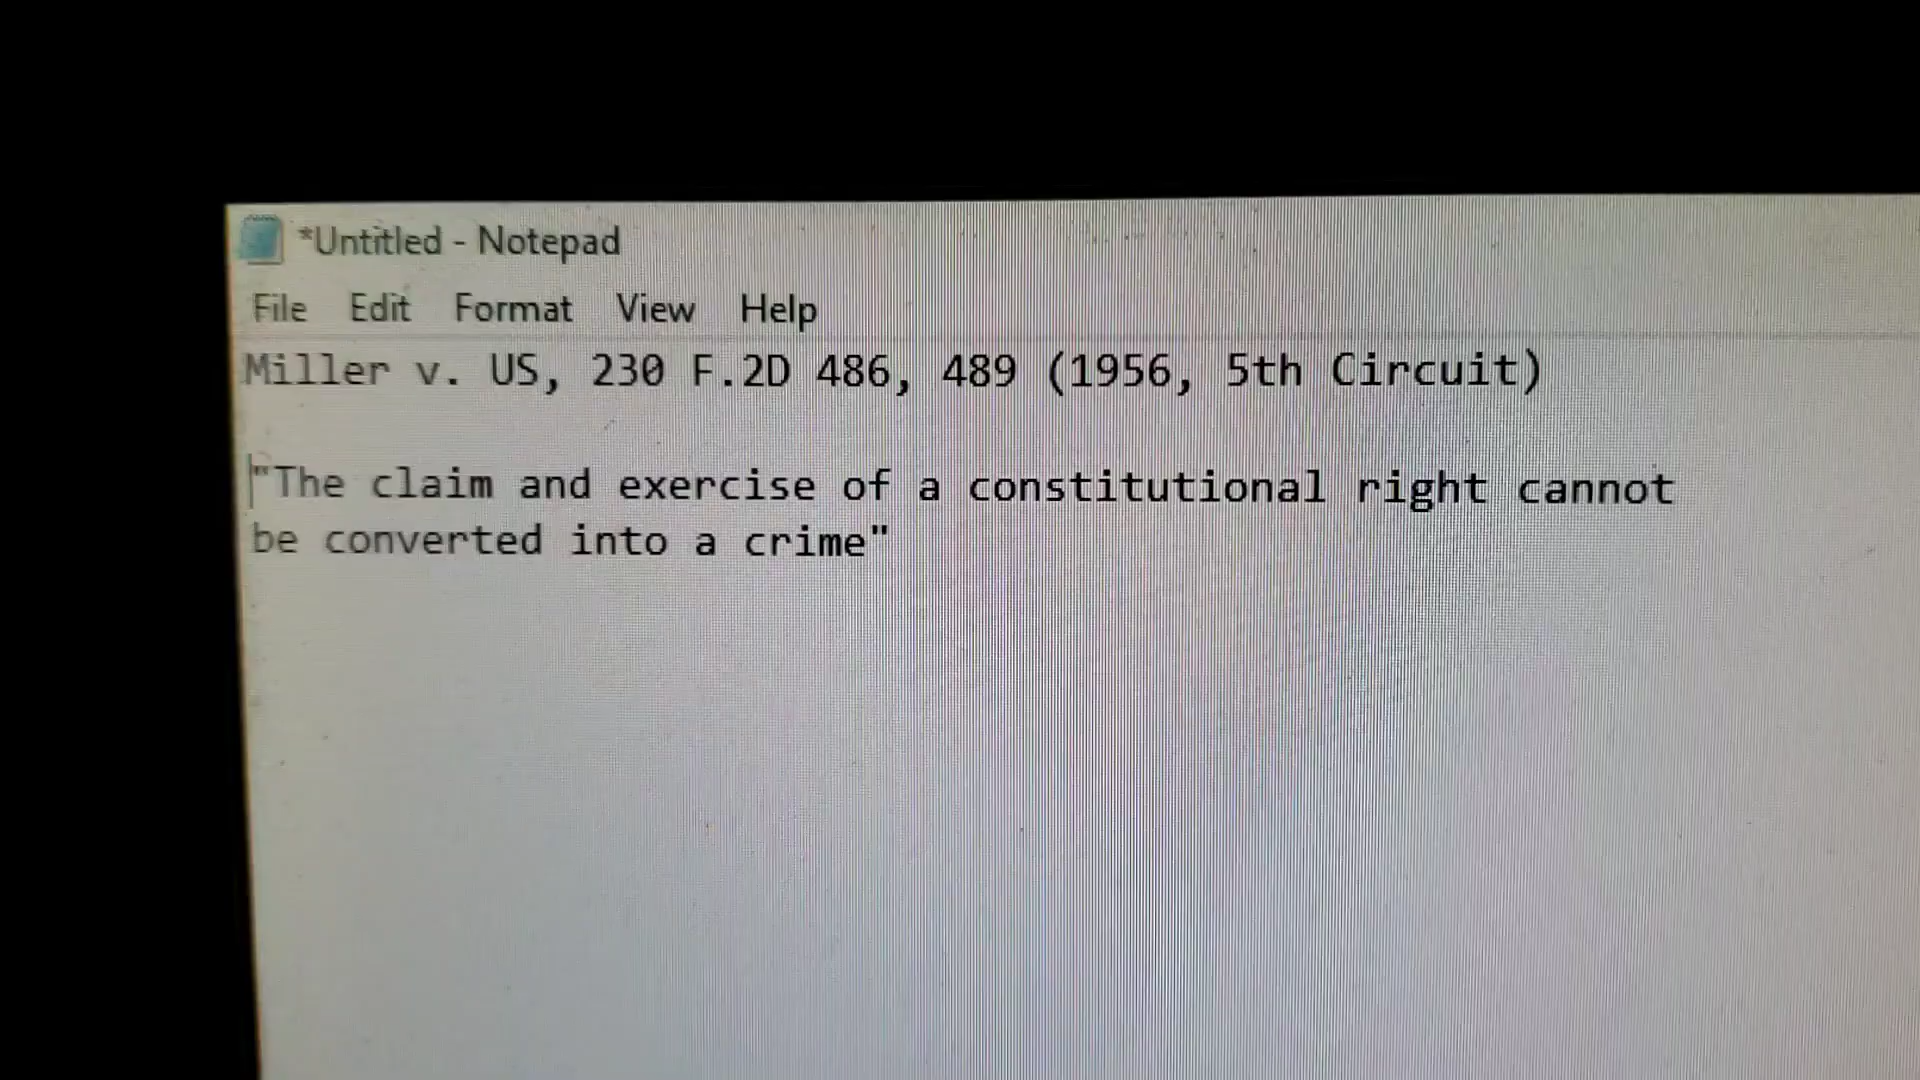 *Untitled - Notepad
File Edit Format View Help
Miller v. US, 230 F.2D 486, 489 (1956, 5th Circuit)
"The claim and exercise of a constitutional right cannot
be converted into a crime"